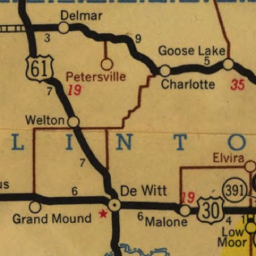 Delmar
3
9
Goose Lake
61
Petersville
5
7
19
Charlotte
35
Welton
L I N T O
7
Elvira
us
6
De Witt
391
19
30
Grand Mound
6
Malone
4
1
Low
Moor